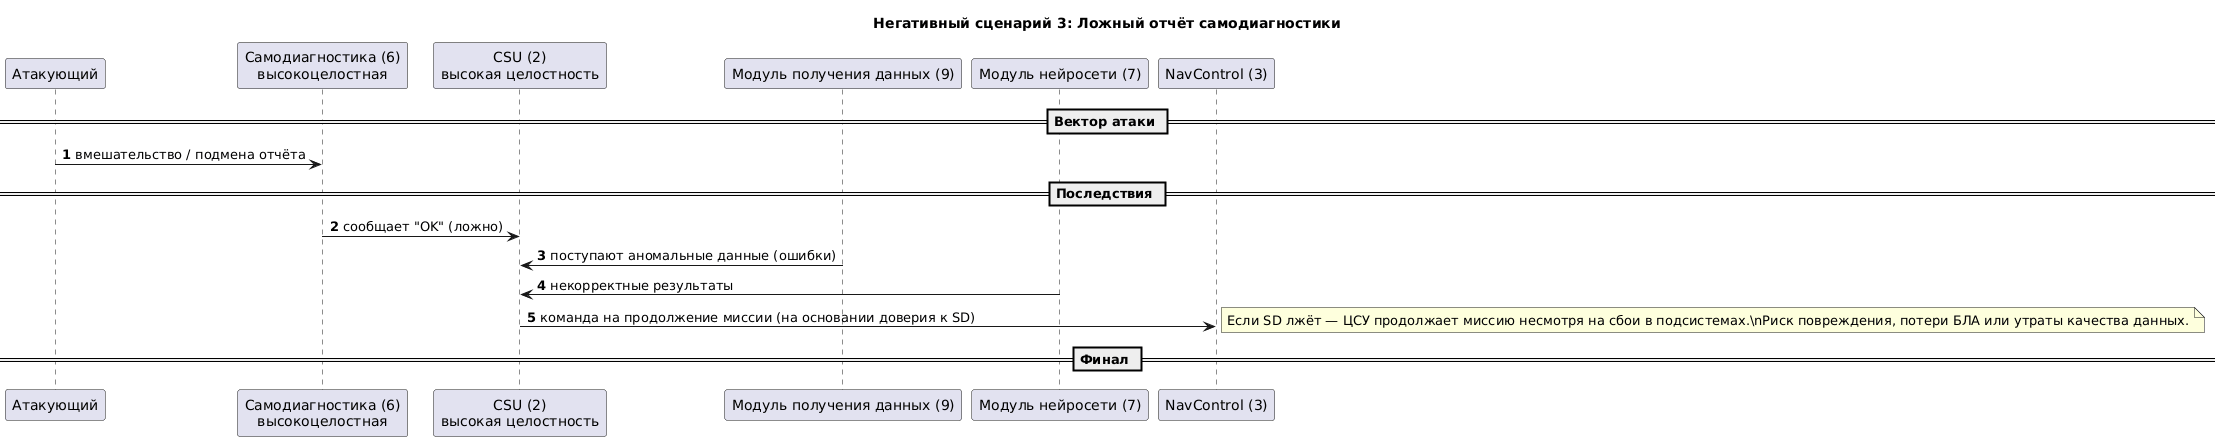 Негативный сценарий 3: Ложный отчёт самодиагностики
Атакующий
Самодиагностика (6)
высокоцелостная
CSU (2)
высокая целостность
Модуль получения данных (9)
Модуль нейросети (7)
NavControl (3)
Вектор атаки
1 вмешательство / подмена отчёта
Последствия
2 сообщает "OK" (ложно)
3 поступают аномальные данные (ошибки)
4 некорректные результаты
5 команда на продолжение миссии (на основании доверия к SD)
Если SD лжёт — ЦСУ продолжает миссию несмотря на сбои в подсистемах.\nРиск повреждения, потери БЛА или утраты качества данных.
Финал
Атакующий
Самодиагностика (6)
высокоцелостная
CSU (2)
высокая целостность
Модуль получения данных (9)
Модуль нейросети (7)
NavControl (3)